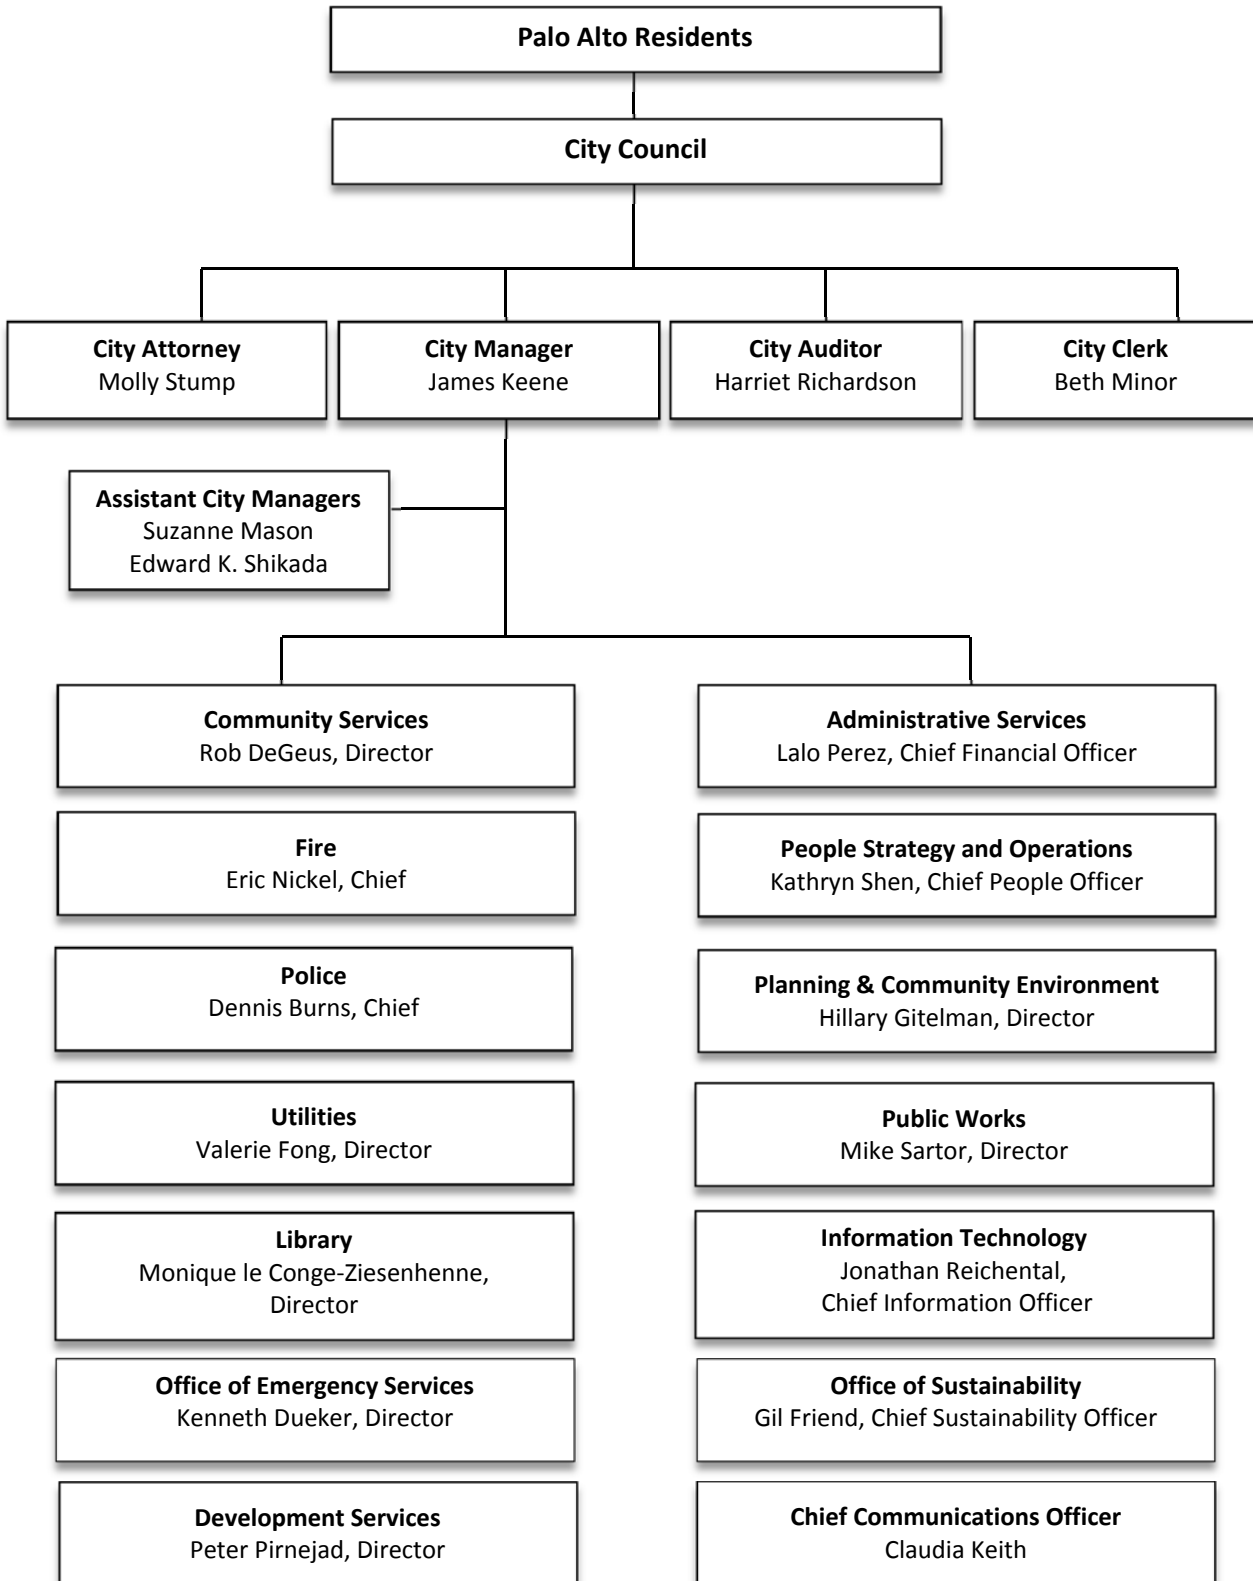 Palo Alto Residents
City Council
City Attorney
Molly Stump
City Manager
James Keene
City Auditor
Harriet Richardson
City Clerk
Beth Minor
Assistant City Managers
Suzanne Mason
Edward K. Shikada
Community Services
Rob DeGeus, Director
Fire
Eric Nickel, Chief
Police
Dennis Burns, Chief
Utilities
Valerie Fong, Director
Library
Monique le Conge-Ziesenhenne,
Director
Office of Emergency Services
Kenneth Dueker, Director
Development Services
Peter Pirnejad, Director
Administrative Services
Lalo Perez, Chief Financial Officer
People Strategy and Operations
Kathryn Shen, Chief People Officer
Planning & Community Environment
Hillary Gitelman, Director
Public Works
Mike Sartor, Director
Information Technology
Jonathan Reichental,
Chief Information Officer
Office of Sustainability
Gil Friend, Chief Sustainability Officer
Chief Communications Officer
Claudia Keith